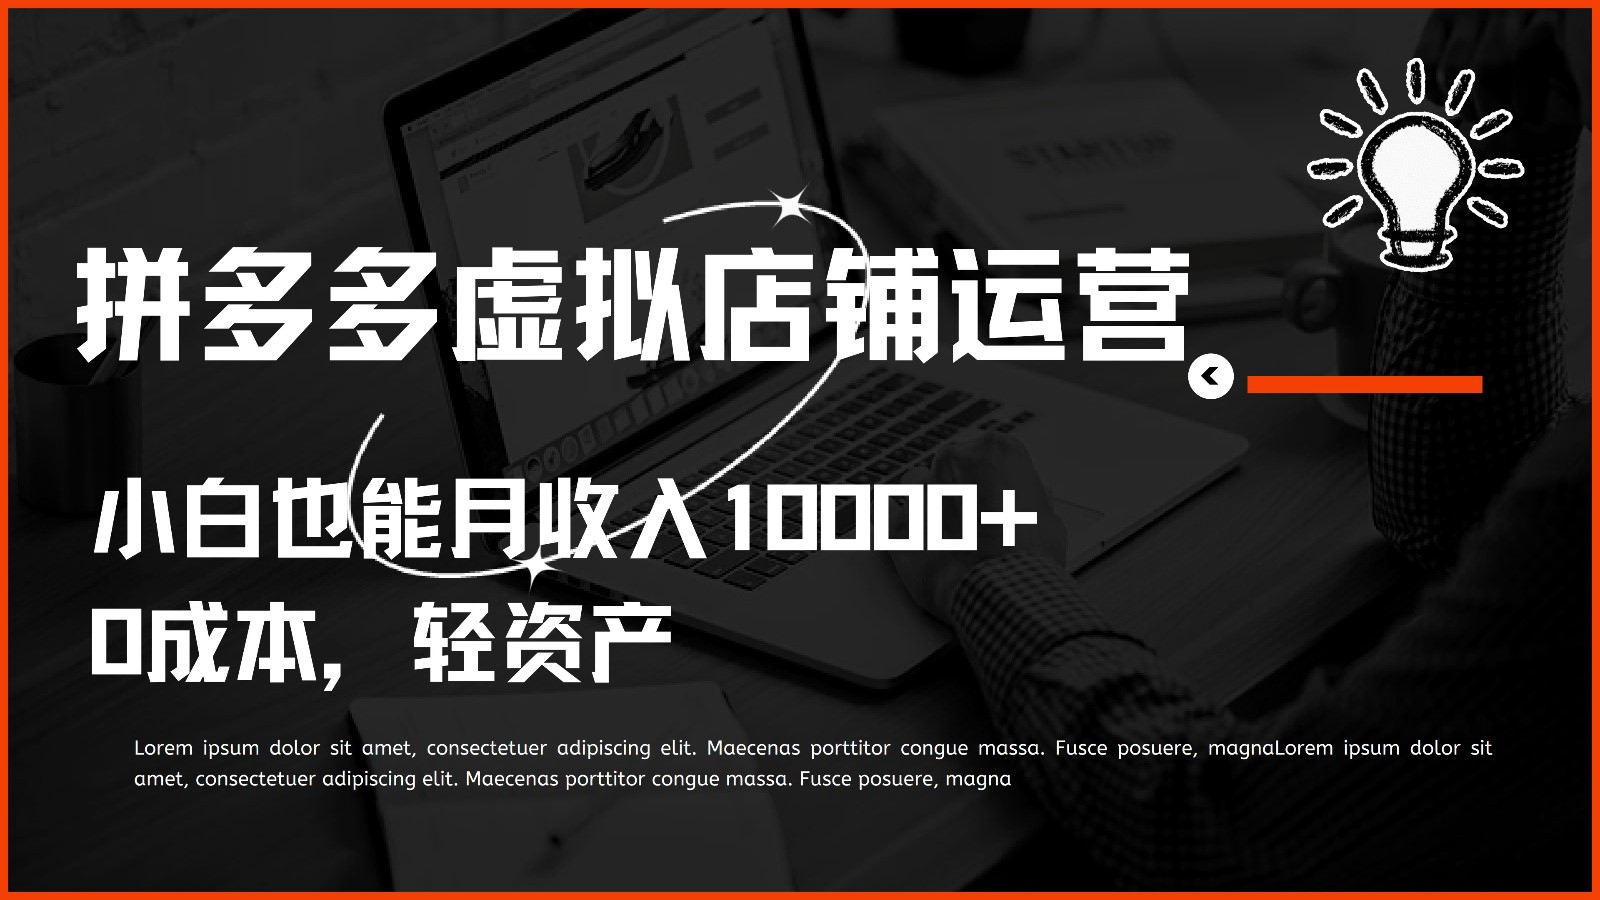 STARTUP
拼多多虚拟店铺运营
小白也能月收入10000+
0成本，轻资产
Lorem ipsum dolor sit amet, consectetuer adipiscing elit. Maecenas porttitor congue massa. Fusce posuere, magnaLorem ipsum dolor sit
amet, consectetuer adipiscing elit. Maecenas porttitor congue massa. Fusce posuere, magna